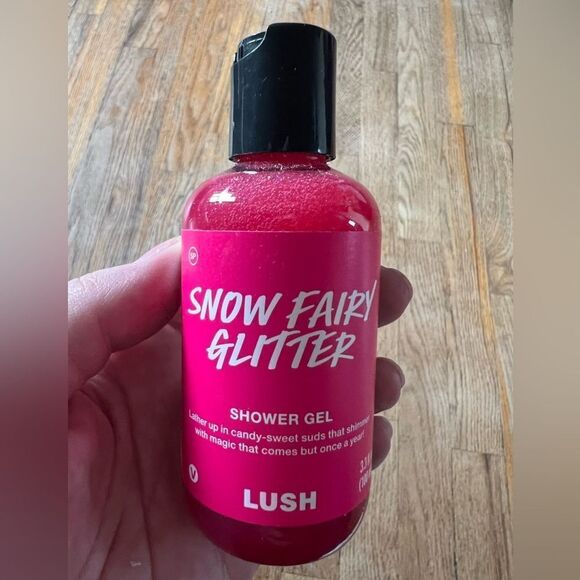 SP
SNOW FAIRY
GLITTER
SHOWER GEL
Lather up in candy-sweet suds that shimmer
with magic that comes but once a year!
V
LUSH